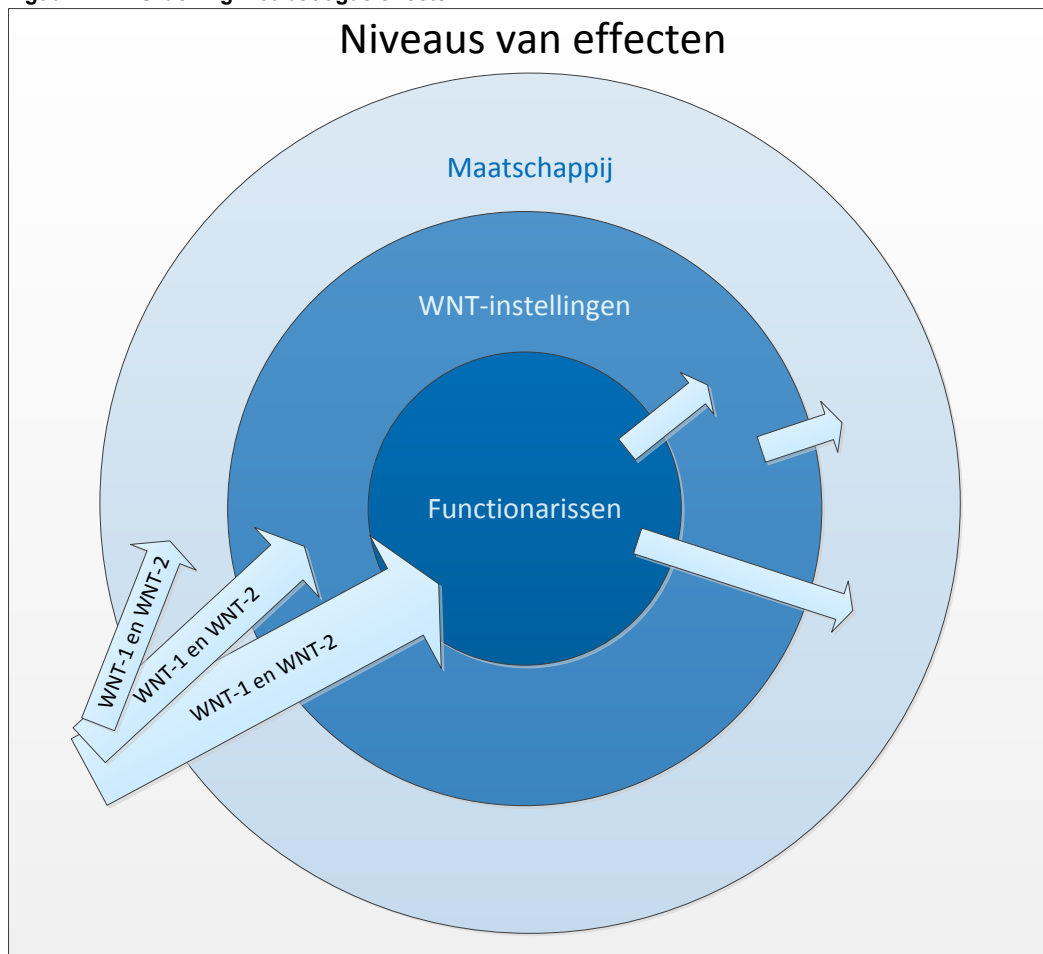 Niveaus van effecten
Maatschappij
WNT-instellingen
Functionarissen
WNT-1 en WNT-2
WNT-1 en WNT-2
WNT-1 en WNT-2